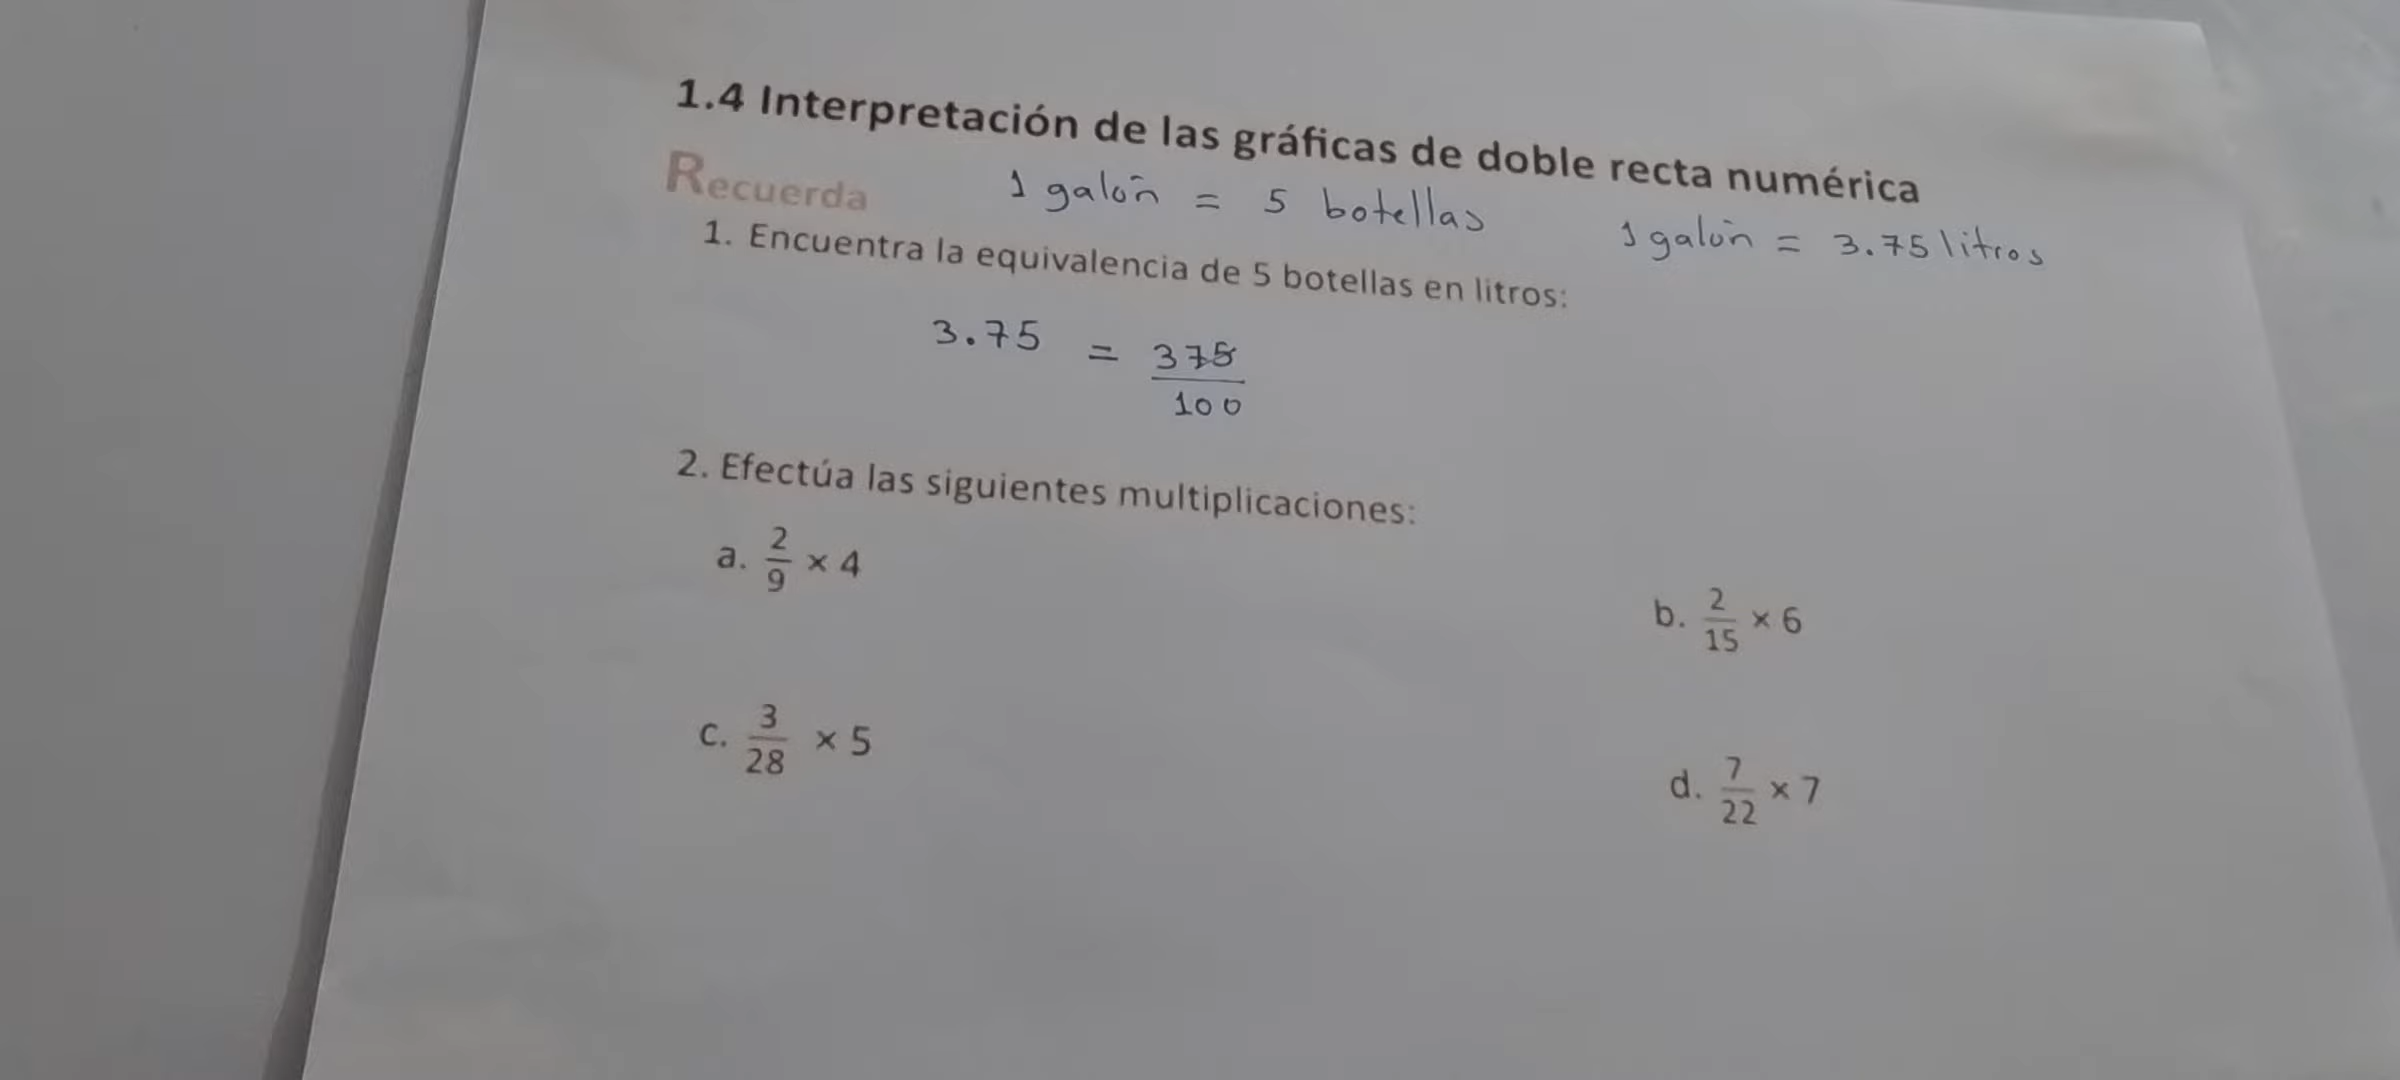 1.4 Interpretación de las gráficas de doble recta numérica
Recuerda
1 galón = 5 botellas 1 galón = 3.75 litros
1. Encuentra la equivalencia de 5 botellas en litros:
3.75 = 375/100
2. Efectúa las siguientes multiplicaciones:
a. 2/9 × 4
b. 2/15 × 6
c. 3/28 × 5
d. 7/22 × 7